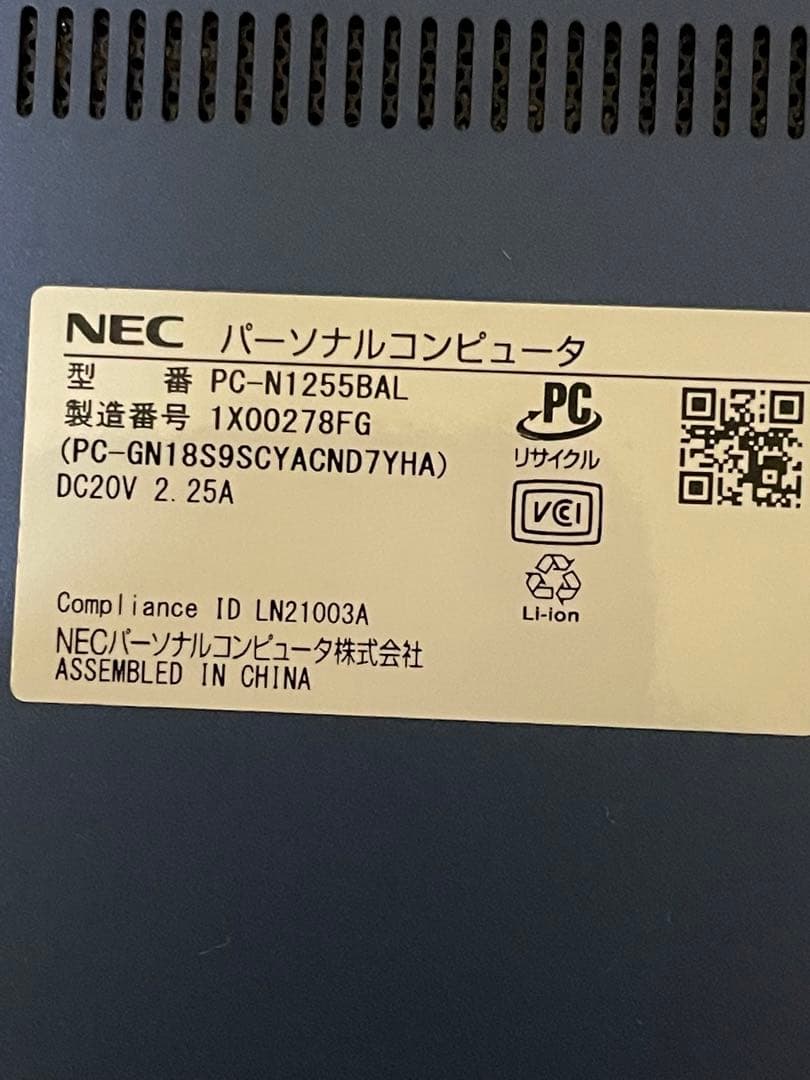 NEC パーソナルコンピュータ
型 番 PC-N1255BAL
製造番号 1X00278FG
(PC-GN18S9SCYACND7YHA)
DC20V 2.25A
PC
リサイクル
VCCI
Li-ion
Compliance ID LN21003A
NECパーソナルコンピュータ株式会社
ASSEMBLED IN CHINA